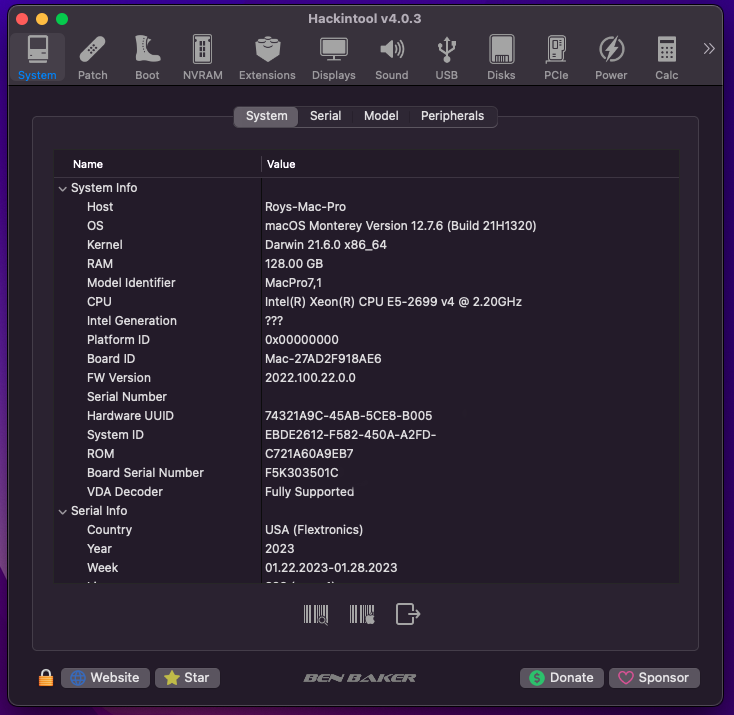 Hackintool v4.0.3
System Patch Boot NVRAM Extensions Displays Sound USB Disks PCIe Power Calc
System Serial Model Peripherals
Name Value
System Info
Host Roys-Mac-Pro
OS macOS Monterey Version 12.7.6 (Build 21H1320)
Kernel Darwin 21.6.0 x86_64
RAM 128.00 GB
Model Identifier MacPro7,1
CPU Intel(R) Xeon(R) CPU E5-2699 v4 @ 2.20GHz
Intel Generation ???
Platform ID 0x00000000
Board ID Mac-27AD2F918AE6
FW Version 2022.100.22.0.0
Serial Number
Hardware UUID 74321A9C-45AB-5CE8-B005
System ID EBDE2612-F582-450A-A2FD-
ROM C721A60A9EB7
Board Serial Number F5K303501C
VDA Decoder Fully Supported
Serial Info
Country USA (Flextronics)
Year 2023
Week 01.22.2023-01.28.2023
Website Star BEN BAKER Donate Sponsor